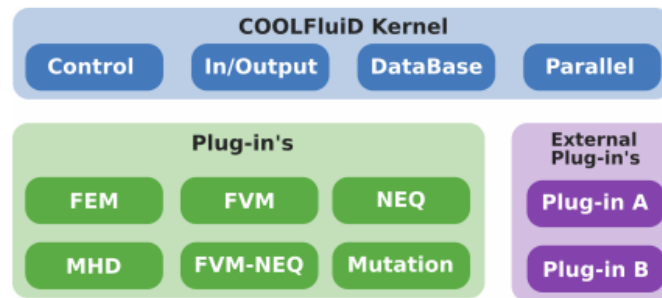 COOLFluiD Kernel
Control In/Output DataBase Parallel
Plug-in's
FEM FVM NEQ
MHD FVM-NEQ Mutation
External
Plug-in's
Plug-in A
Plug-in B